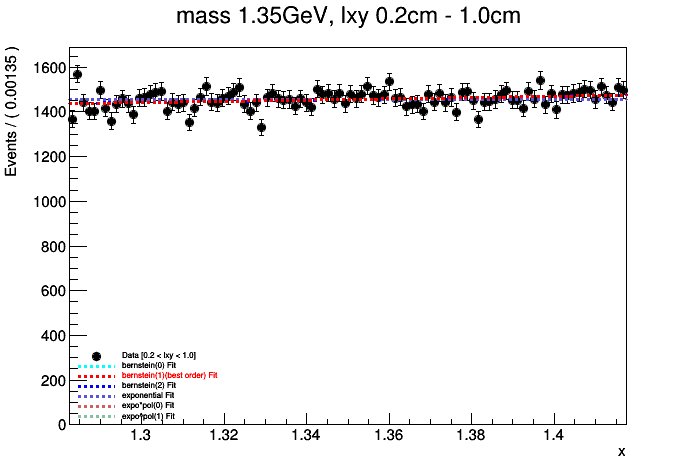 mass 1.35GeV, lxy 0.2cm - 1.0cm
Events / ( 0.00135 )
1600
1400
1200
1000
800
600
400
200
0
Data [0.2 < lxy < 1.0]
bernstein(0) Fit
bernstein(1)(best order) Fit
bernstein(2) Fit
exponential Fit
expo*pol(0) Fit
expo*pol(1) Fit
1.3 1.32 1.34 1.36 1.38 1.4
x